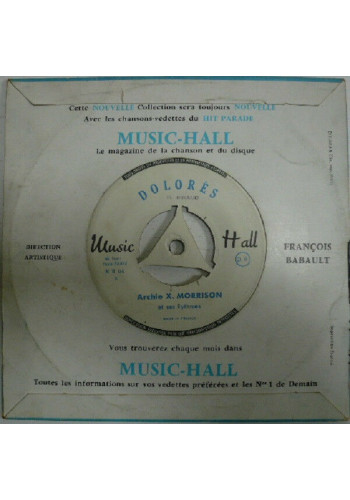 Cette NOUVELLE Collection sera toujours NOUVELLE
Avec les chansons-vedettes du HIT PARADE
MUSIC-HALL
Le magazine de la chanson et du disque
DOLORES
Music Hall
DIRECTION
ARTISTIQUE
FRANÇOIS
BABAULT
Archie X. MORRISON
et ses Rythmes
Vous trouverez chaque mois dans
MUSIC-HALL
Toutes les informations sur vos vedettes préférées et les Nos 1 de Demain